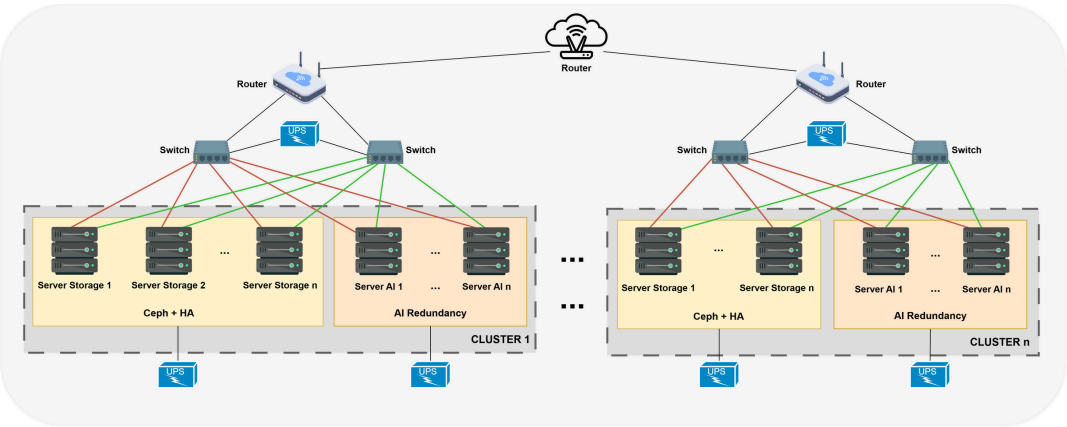 Router
Router
Router
UPS
UPS
Switch
Switch
Switch
Switch
...
...
...
...
Server Storage 1
Server Storage 2
Server Storage n
Server AI 1
...
Server AI n
...
Server Storage 1
Server Storage n
Server AI 1
...
Server AI n
...
Ceph + HA
AI Redundancy
Ceph + HA
AI Redundancy
CLUSTER 1
CLUSTER n
UPS
UPS
UPS
UPS